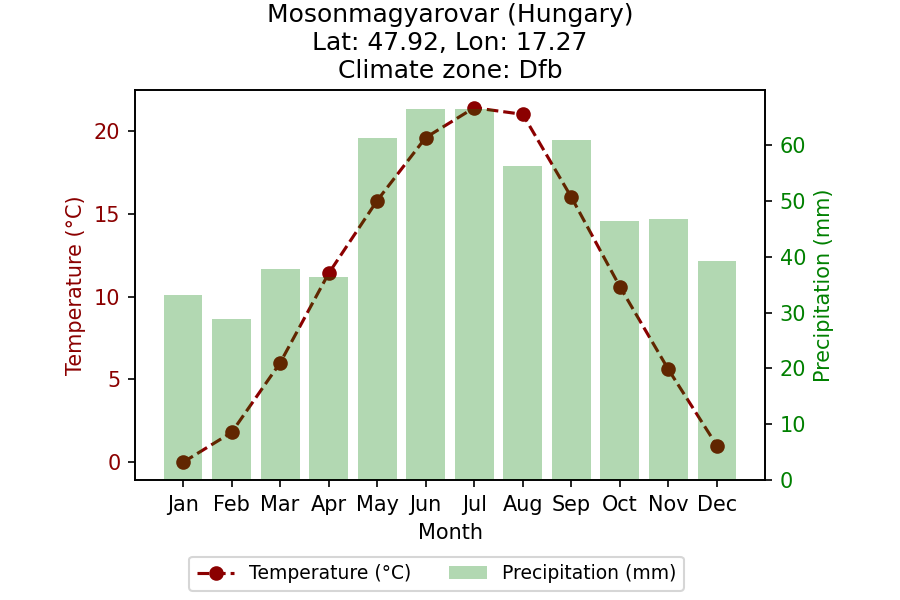 Mosonmagyarovar (Hungary)
Lat: 47.92, Lon: 17.27
Climate zone: Dfb
Temperature (°C)
20
15
10
5
0
60
50
40
30
20
10
0
Precipitation (mm)
Jan Feb Mar Apr May Jun Jul Aug Sep Oct Nov Dec
Month
Temperature (°C) Precipitation (mm)